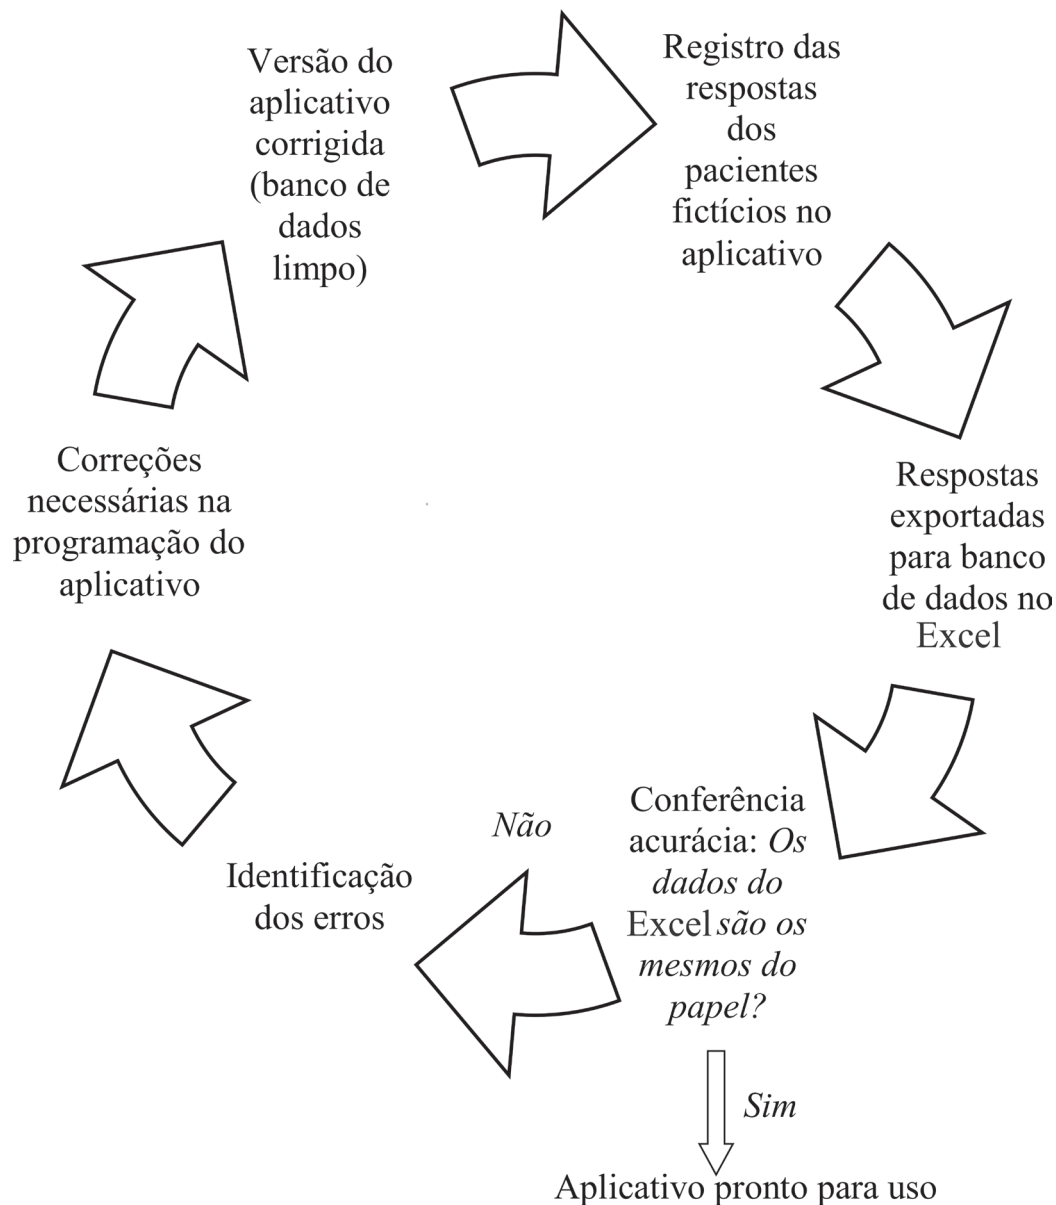 Versão do
aplicativo
corrigida
(banco de
dados
limpo)
Registro das
respostas
dos
pacientes
fictícios no
aplicativo
Respostas
exportadas
para banco
de dados no
Excel
Conferência
acurácia: Os
dados do
Excel são os
mesmos do
papel?
Não
Sim
Aplicativo pronto para uso
Identificação
dos erros
Correções
necessárias na
programação do
aplicativo